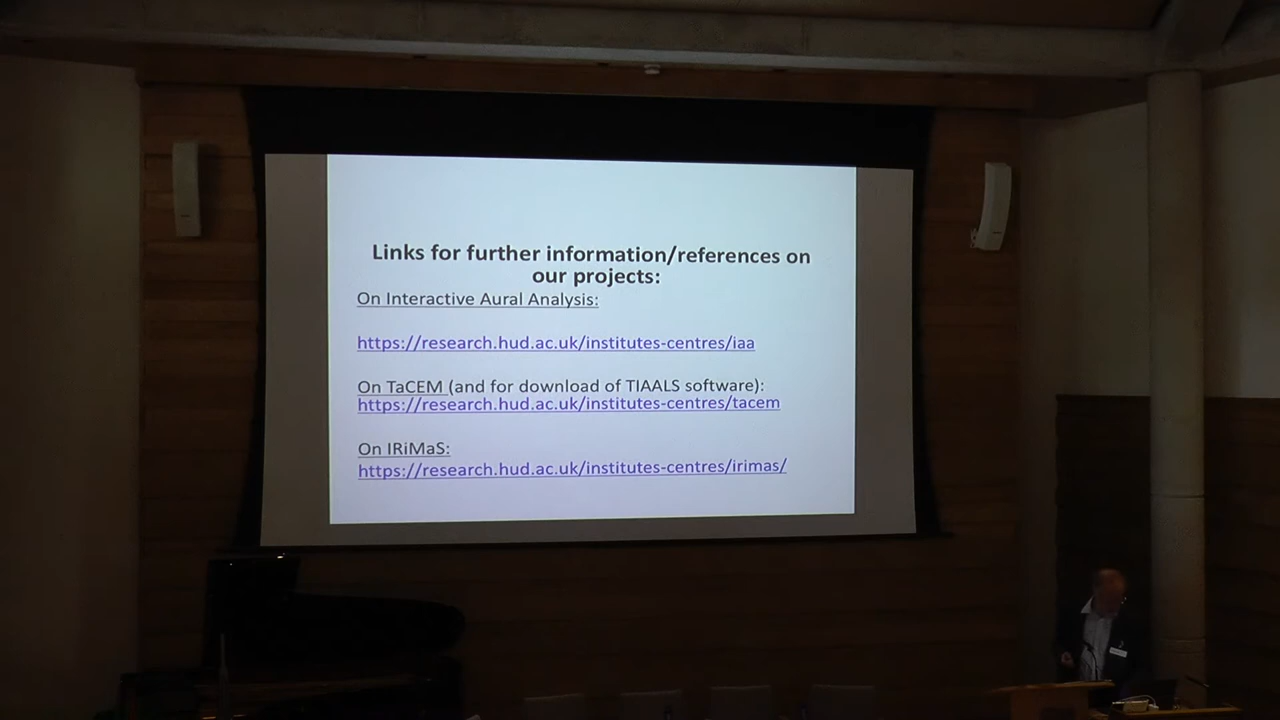 Links for further information/references on
our projects:
On Interactive Aural Analysis:
https://research.hud.ac.uk/institutes-centres/iaa
On TaCEM (and for download of TIAALS software):
https://research.hud.ac.uk/institutes-centres/tacem
On IRiMaS:
https://research.hud.ac.uk/institutes-centres/irimas/